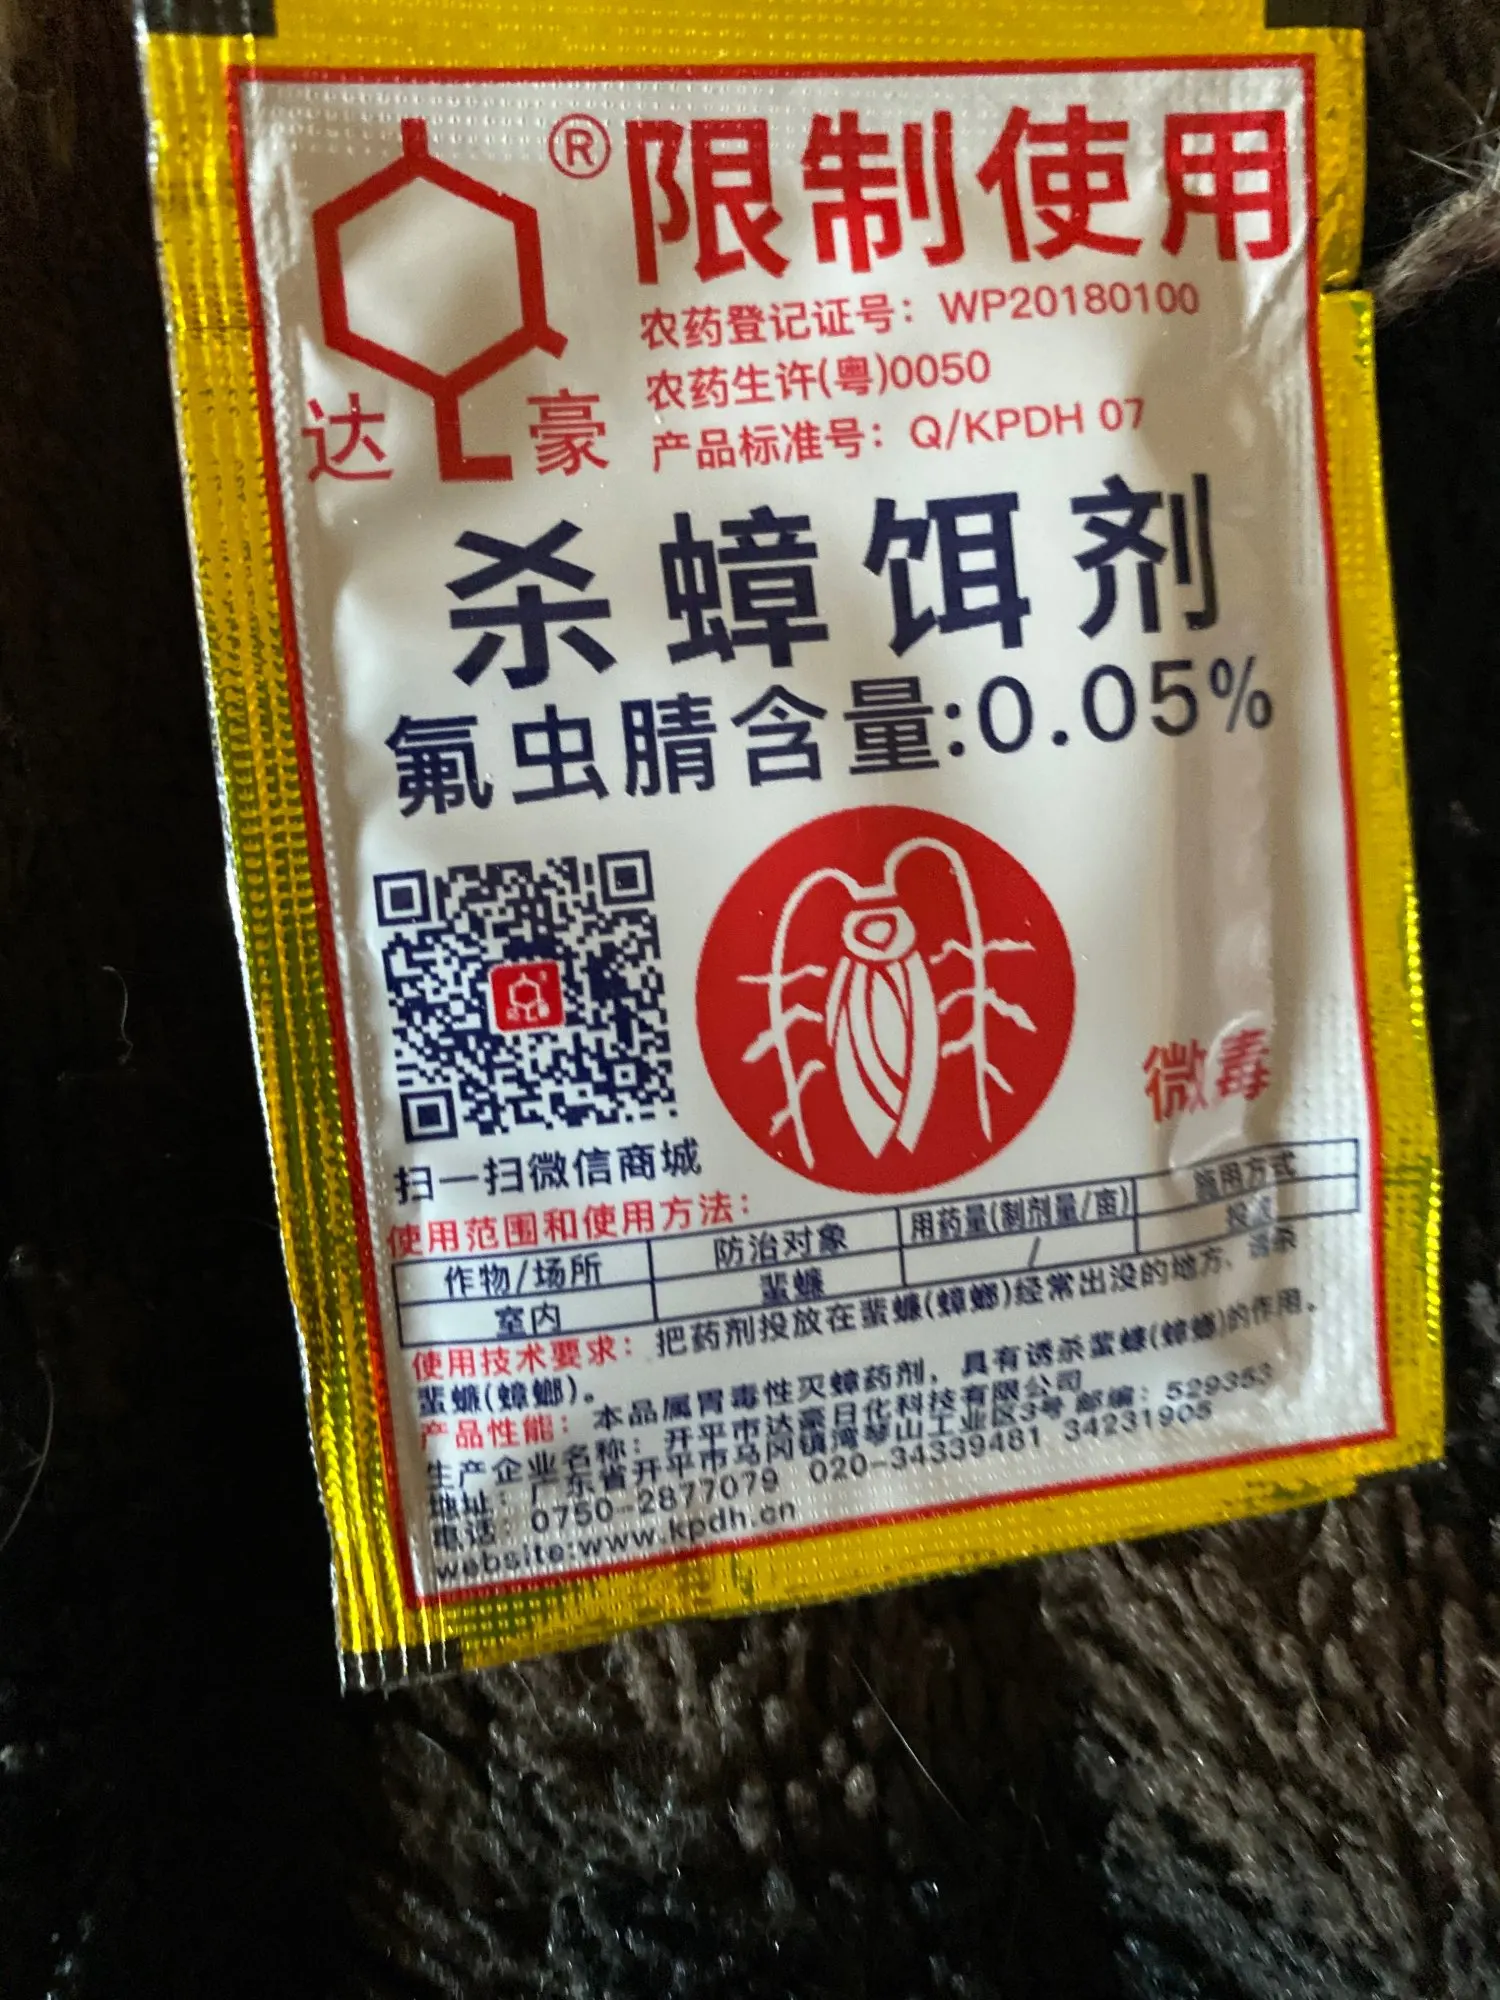 ® 限制使用
农药登记证号：WP20180100
农药生许(粤)0050
产品标准号：Q/KPDH 07
达豪
杀蟑饵剂
氟虫腈含量:0.05%
微毒
扫一扫微信商城
使用范围和使用方法：
作物/场所 防治对象 用药量(制剂量/亩) 施用方式
室内 蜚蠊 / 投放
使用技术要求：把药剂投放在蜚蠊(蟑螂)经常出没的地方，
蜚蠊(蟑螂)。
产品性能：本品属胃毒性灭蟑药剂，具有诱杀蜚蠊(蟑螂)的作用。
生产企业名称：开平市达豪日化科技有限公司
地址：广东省开平市马冈镇湾琴山工业区3号 邮编：529353
电话：0750-2877079 020-34339481 34231905
website:www.kpdh.cn